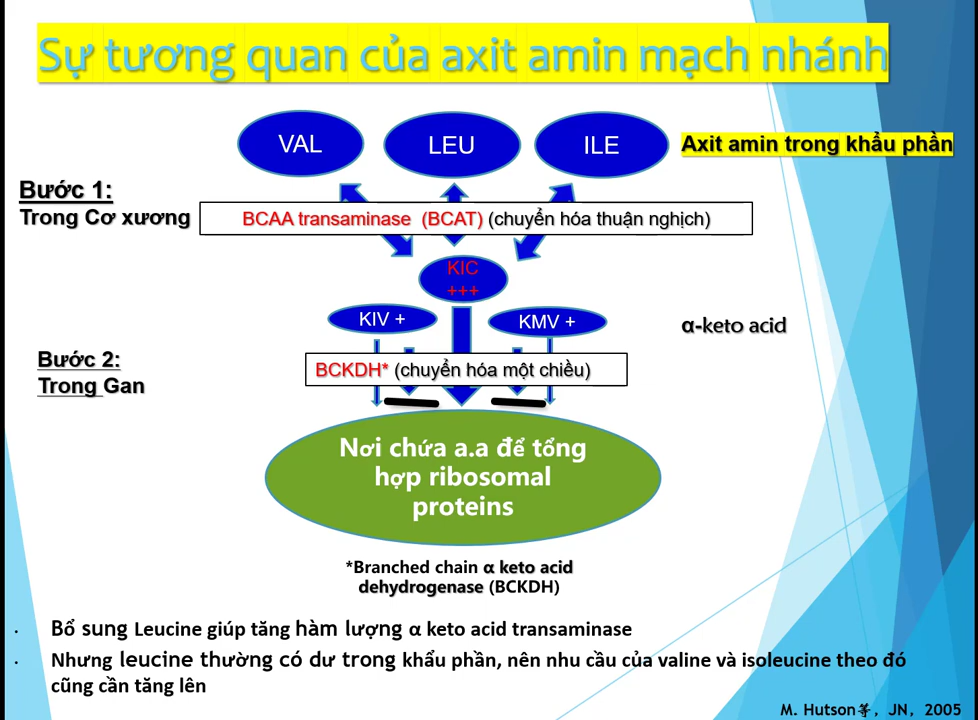 Sự tương quan của axit amin mạch nhánh
VAL
LEU
ILE
Axit amin trong khẩu phần
Bước 1:
Trong Cơ xương
BCAA transaminase (BCAT) (chuyển hóa thuận nghịch)
KIC
+++
KIV +
KMV +
α-keto acid
Bước 2:
Trong Gan
BCKDH* (chuyển hóa một chiều)
Nơi chứa a.a để tổng
hợp ribosomal
proteins
*Branched chain α keto acid
dehydrogenase (BCKDH)
• Bổ sung Leucine giúp tăng hàm lượng α keto acid transaminase
• Nhưng leucine thường có dư trong khẩu phần, nên nhu cầu của valine và isoleucine theo đó
cũng cần tăng lên
M. Hutson等, JN, 2005